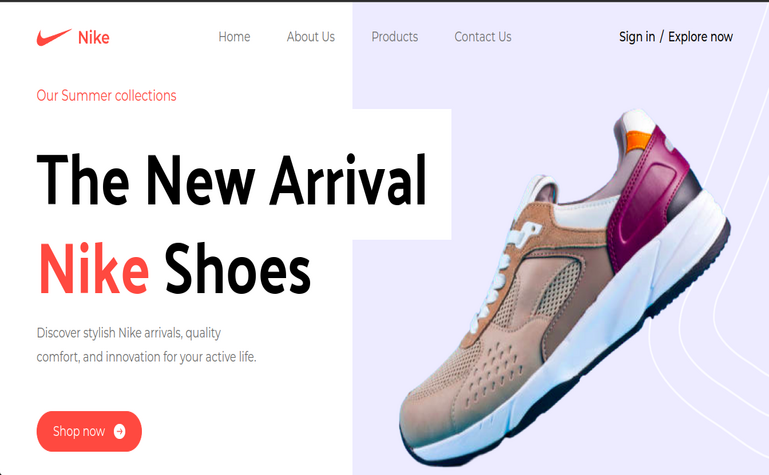 Nike
Home About Us Products Contact Us
Sign in / Explore now
Our Summer collections
The New Arrival
Nike Shoes
Discover stylish Nike arrivals, quality
comfort, and innovation for your active life.
Shop now